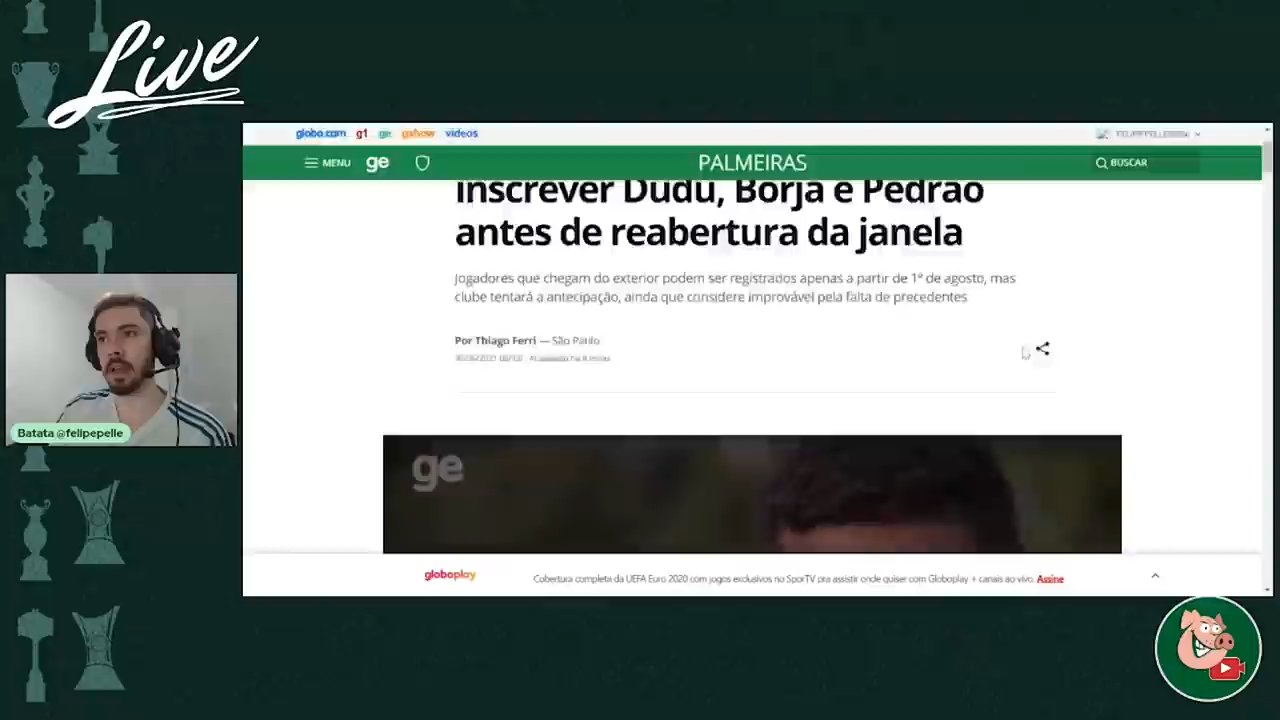 Live
globo.com g1 ge gshow videos
MENU ge PALMEIRAS BUSCAR
Inscrever Dudu, Borja e Pedrão
antes de reabertura da janela
Jogadores que chegam do exterior podem ser registrados apenas a partir de 1º de agosto, mas
clube tentará a antecipação, ainda que considere improvável pela falta de precedentes
Por Thiago Ferri — São Paulo
ge
Batata @felipepelle
globoplay Cobertura completa da UEFA Euro 2020 com jogos exclusivos no SporTV pra assistir onde quiser com Globoplay + canais ao vivo. Assine